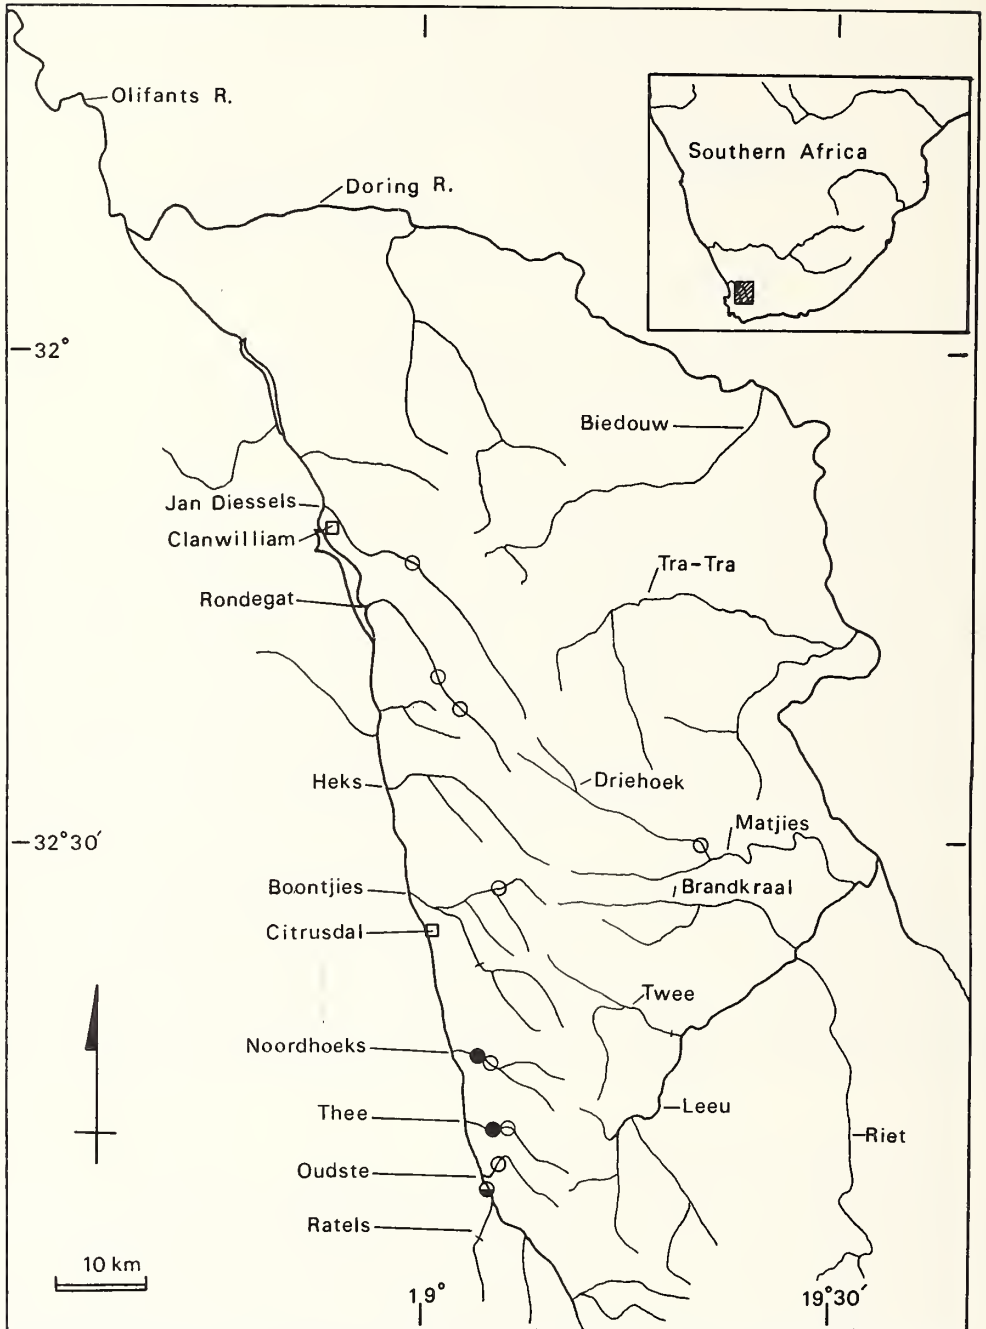 Olifants R.
Southern Africa
Doring R.
32°
Biedouw
Jan Diessels
Clanwilliam
Tra-Tra
Rondegat
Heks
Driehoek
Matjies
32°30′
Boontjies
Brandkraal
Citrusdal
Twee
Noordhoeks
Thee
Leeu
Riet
Oudste
Ratels
10 km
19°
19°30′